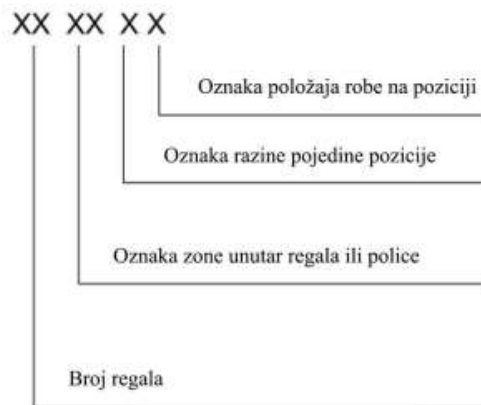 XX XX X X
Oznaka položaja robe na poziciji
Oznaka razine pojedine pozicije
Oznaka zone unutar regala ili police
Broj regala